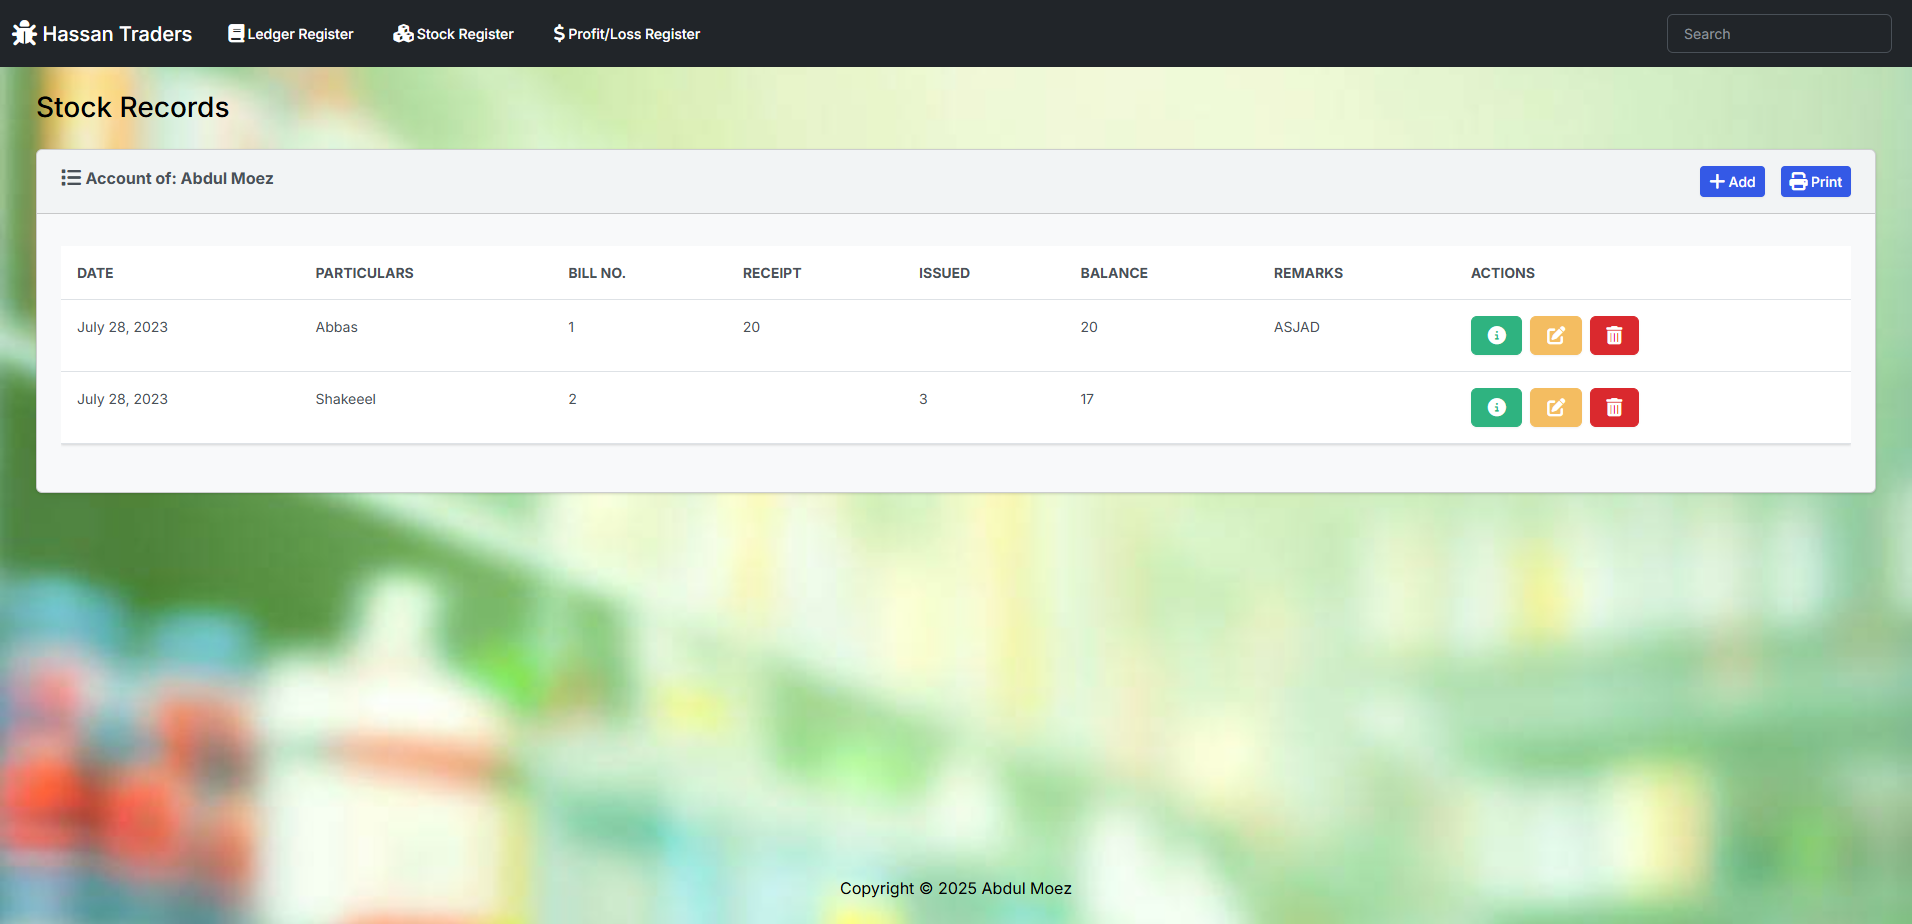 Hassan Traders Ledger Register Stock Register Profit/Loss Register Search
Stock Records
Account of: Abdul Moez Add Print
DATE PARTICULARS BILL NO. RECEIPT ISSUED BALANCE REMARKS ACTIONS
July 28, 2023 Abbas 1 20 20 ASJAD
July 28, 2023 Shakeeel 2 3 17
Copyright © 2025 Abdul Moez